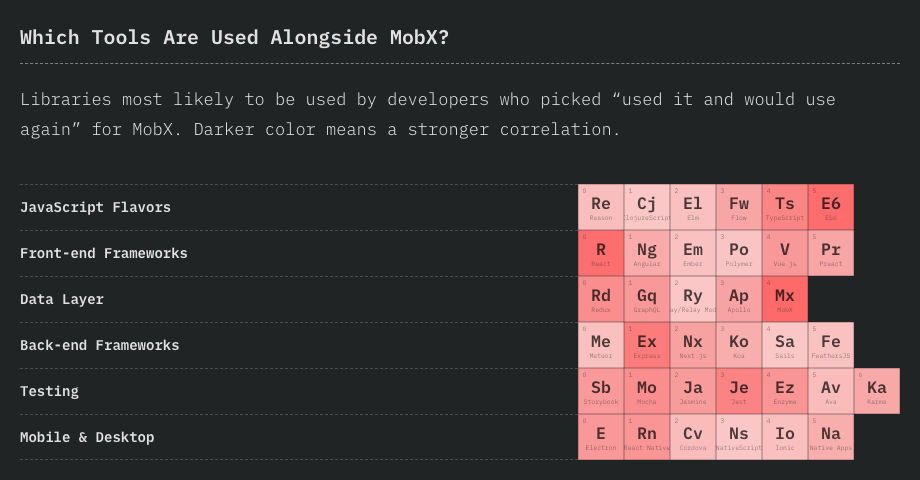 Which Tools Are Used Alongside MobX?
Libraries most likely to be used by developers who picked “used it and would use
again” for MobX. Darker color means a stronger correlation.
JavaScript Flavors
0 1 2 3 4 5
Re Cj El Fw Ts E6
Reason lojureScript Elm Flow TypeScript ES6
Front-end Frameworks
0 1 2 3 4 5
R Ng Em Po V Pr
React Angular Ember Polymer Vue.js Preact
Data Layer
0 1 2 3 4
Rd Gq Ry Ap Mx
Redux GraphQL ay/Relay Mod Apollo MobX
Back-end Frameworks
0 1 2 3 4 5
Me Ex Nx Ko Sa Fe
Meteor Express Next.js Koa Sails FeathersJS
Testing
0 1 2 3 4 5 6
Sb Mo Ja Je Ez Av Ka
Storybook Mocha Jasmine Jest Enzyme Ava Karma
Mobile & Desktop
0 1 2 3 4 5
E Rn Cv Ns Io Na
Electron React Native Cordova NativeScript Ionic Native Apps